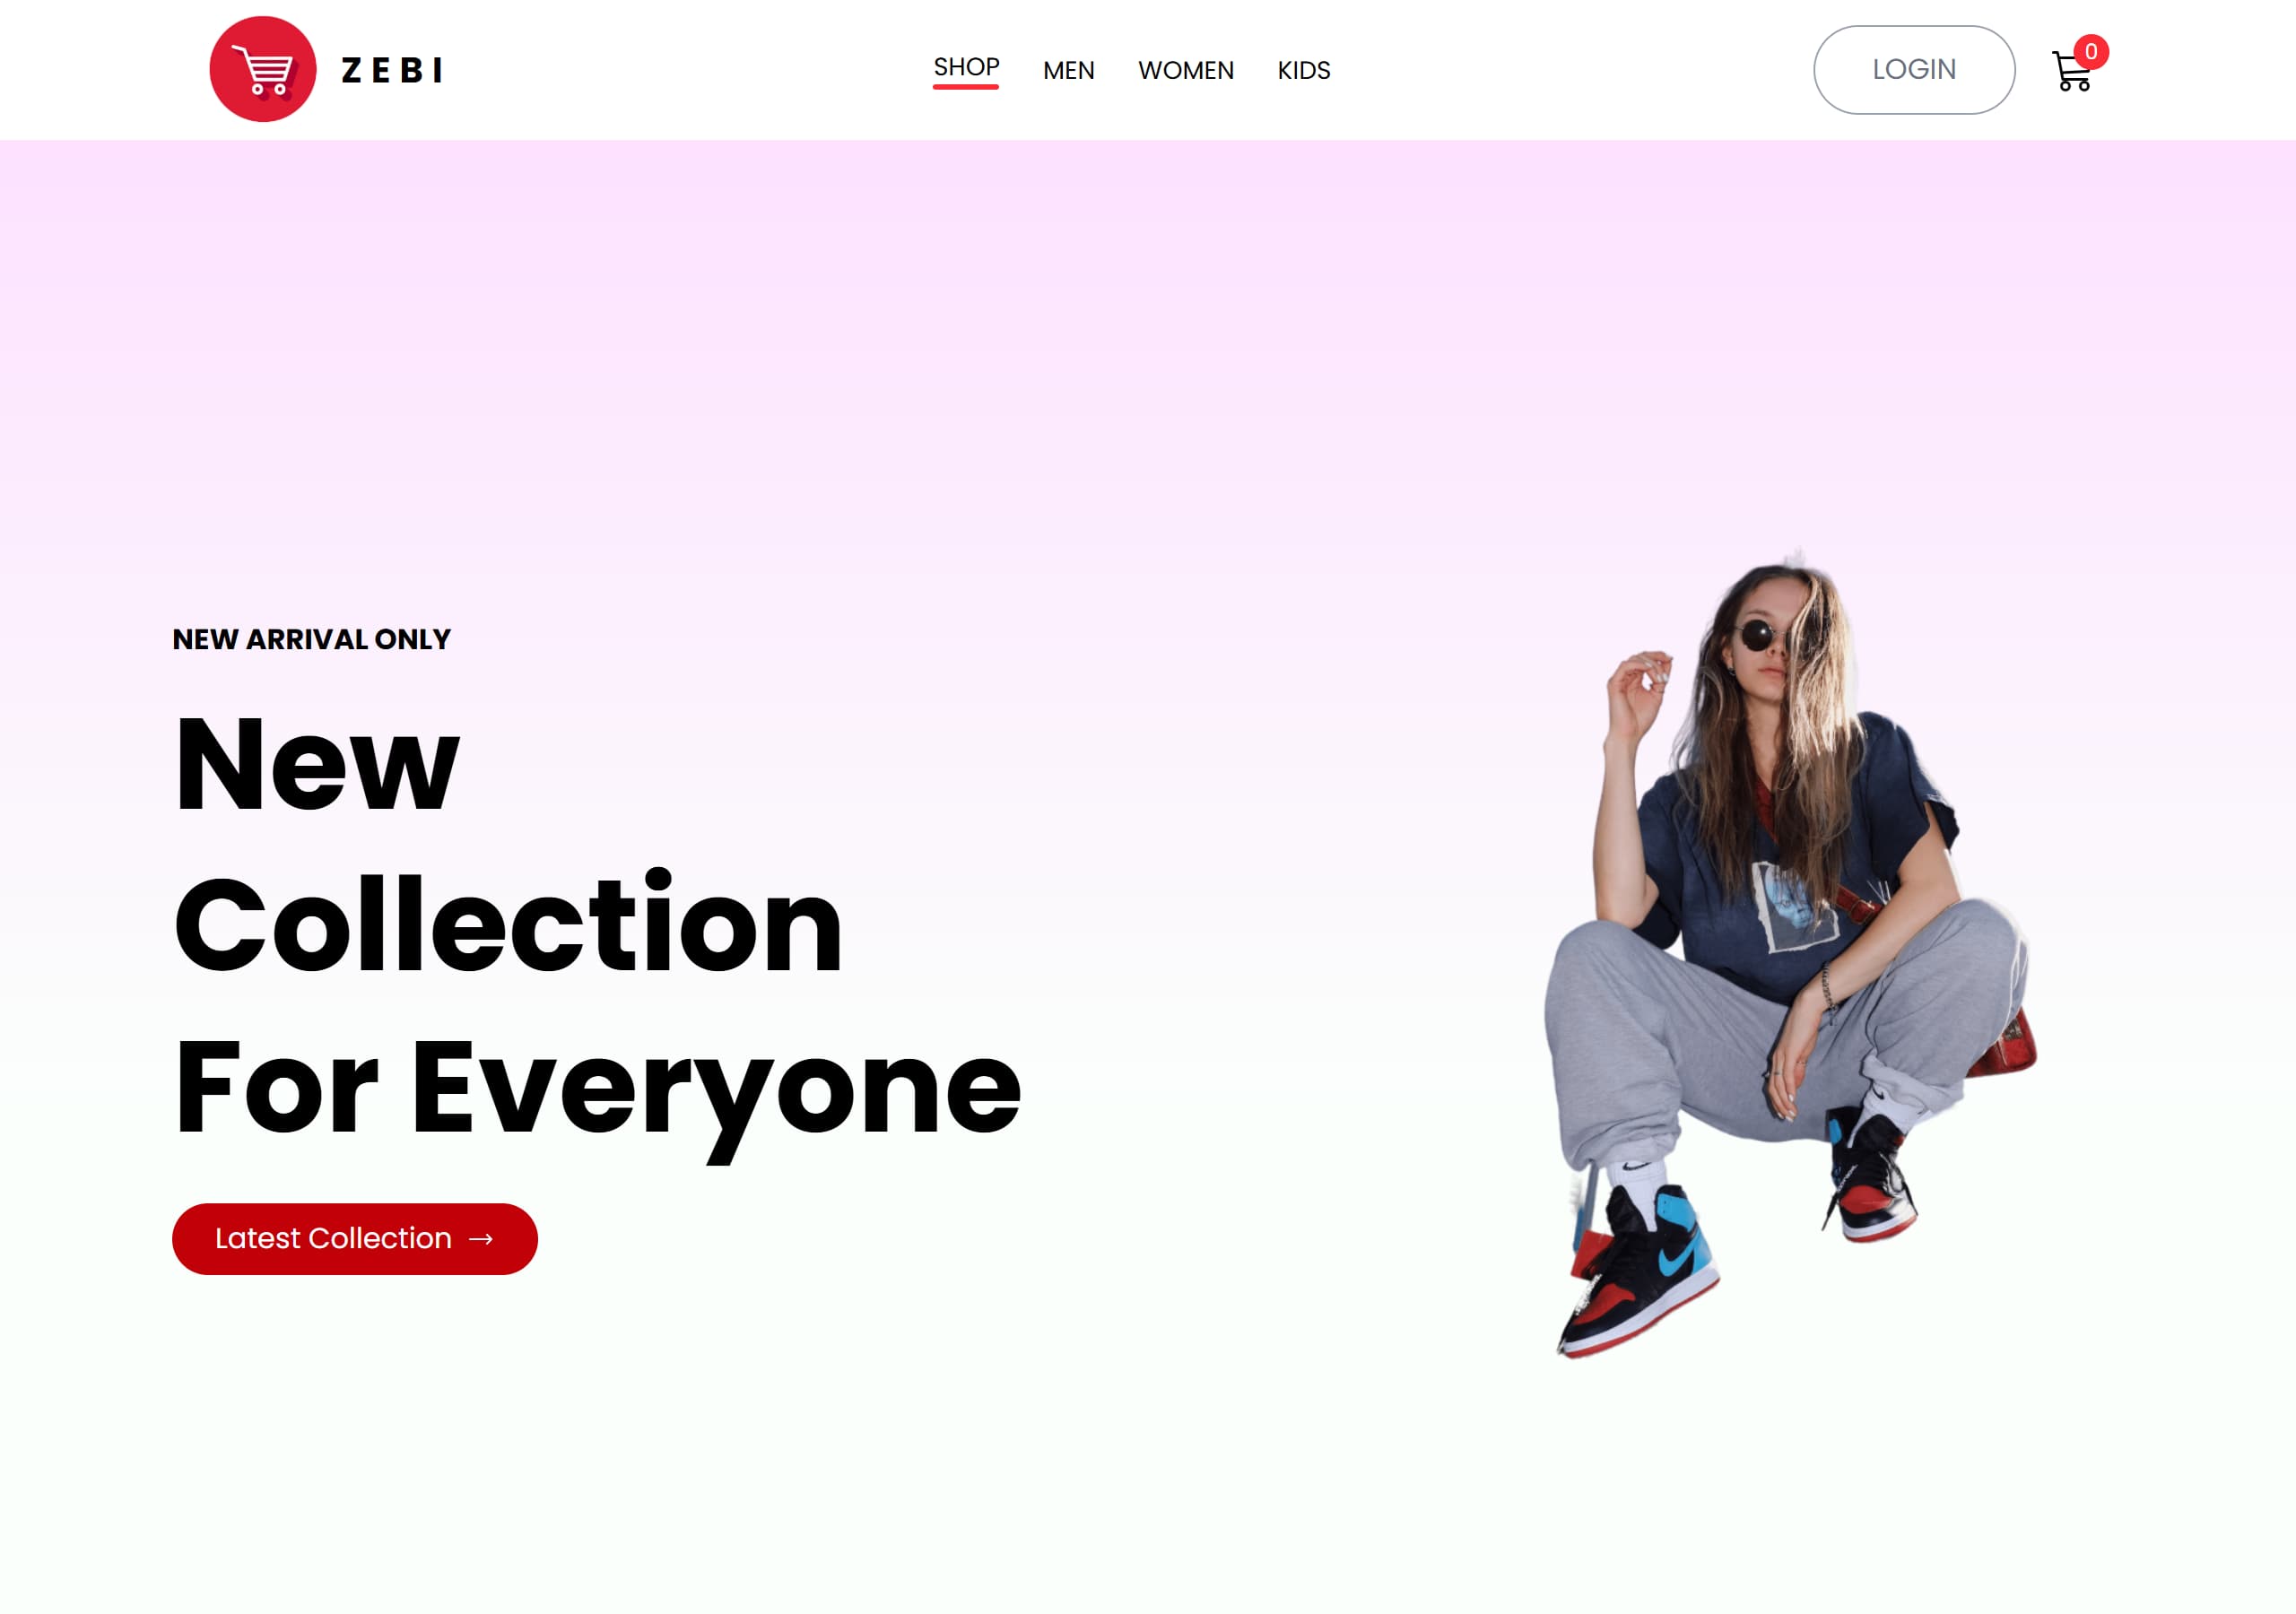 ZEBI
SHOP
MEN
WOMEN
KIDS
LOGIN
0
NEW ARRIVAL ONLY
New
Collection
For Everyone
Latest Collection →